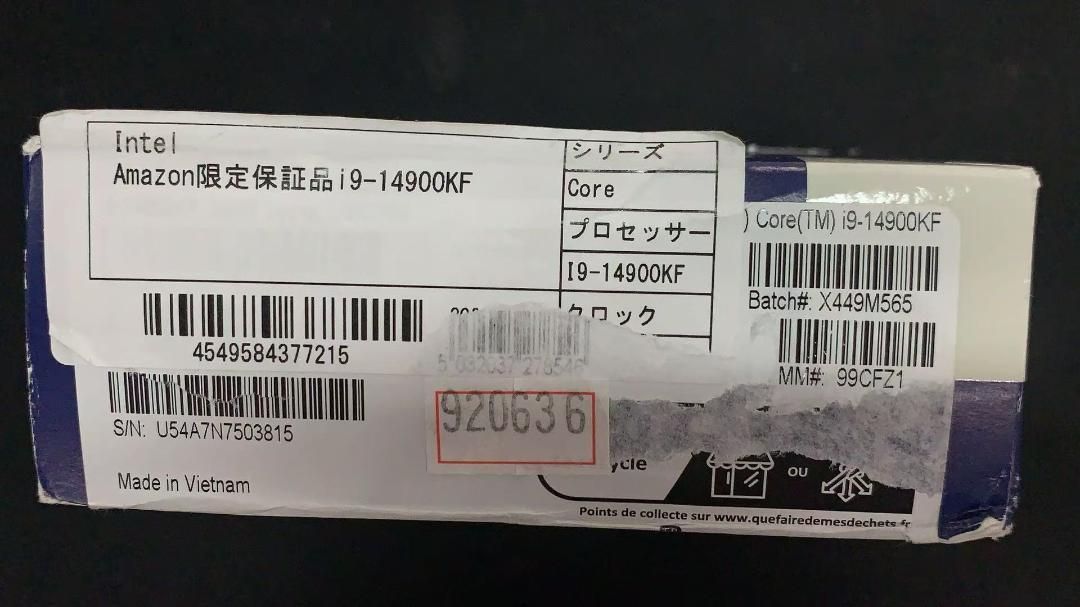 Intel
Amazon限定保証品i9-14900KF
シリーズ
Core
プロセッサー
I9-14900KF
クロック
4549584377215
) Core(TM) i9-14900KF
Batch#: X449M565
MM#: 99CFZ1
920636
S/N: U54A7N7503815
Made in Vietnam
OU
Points de collecte sur www.quefairedemesdechets.fr